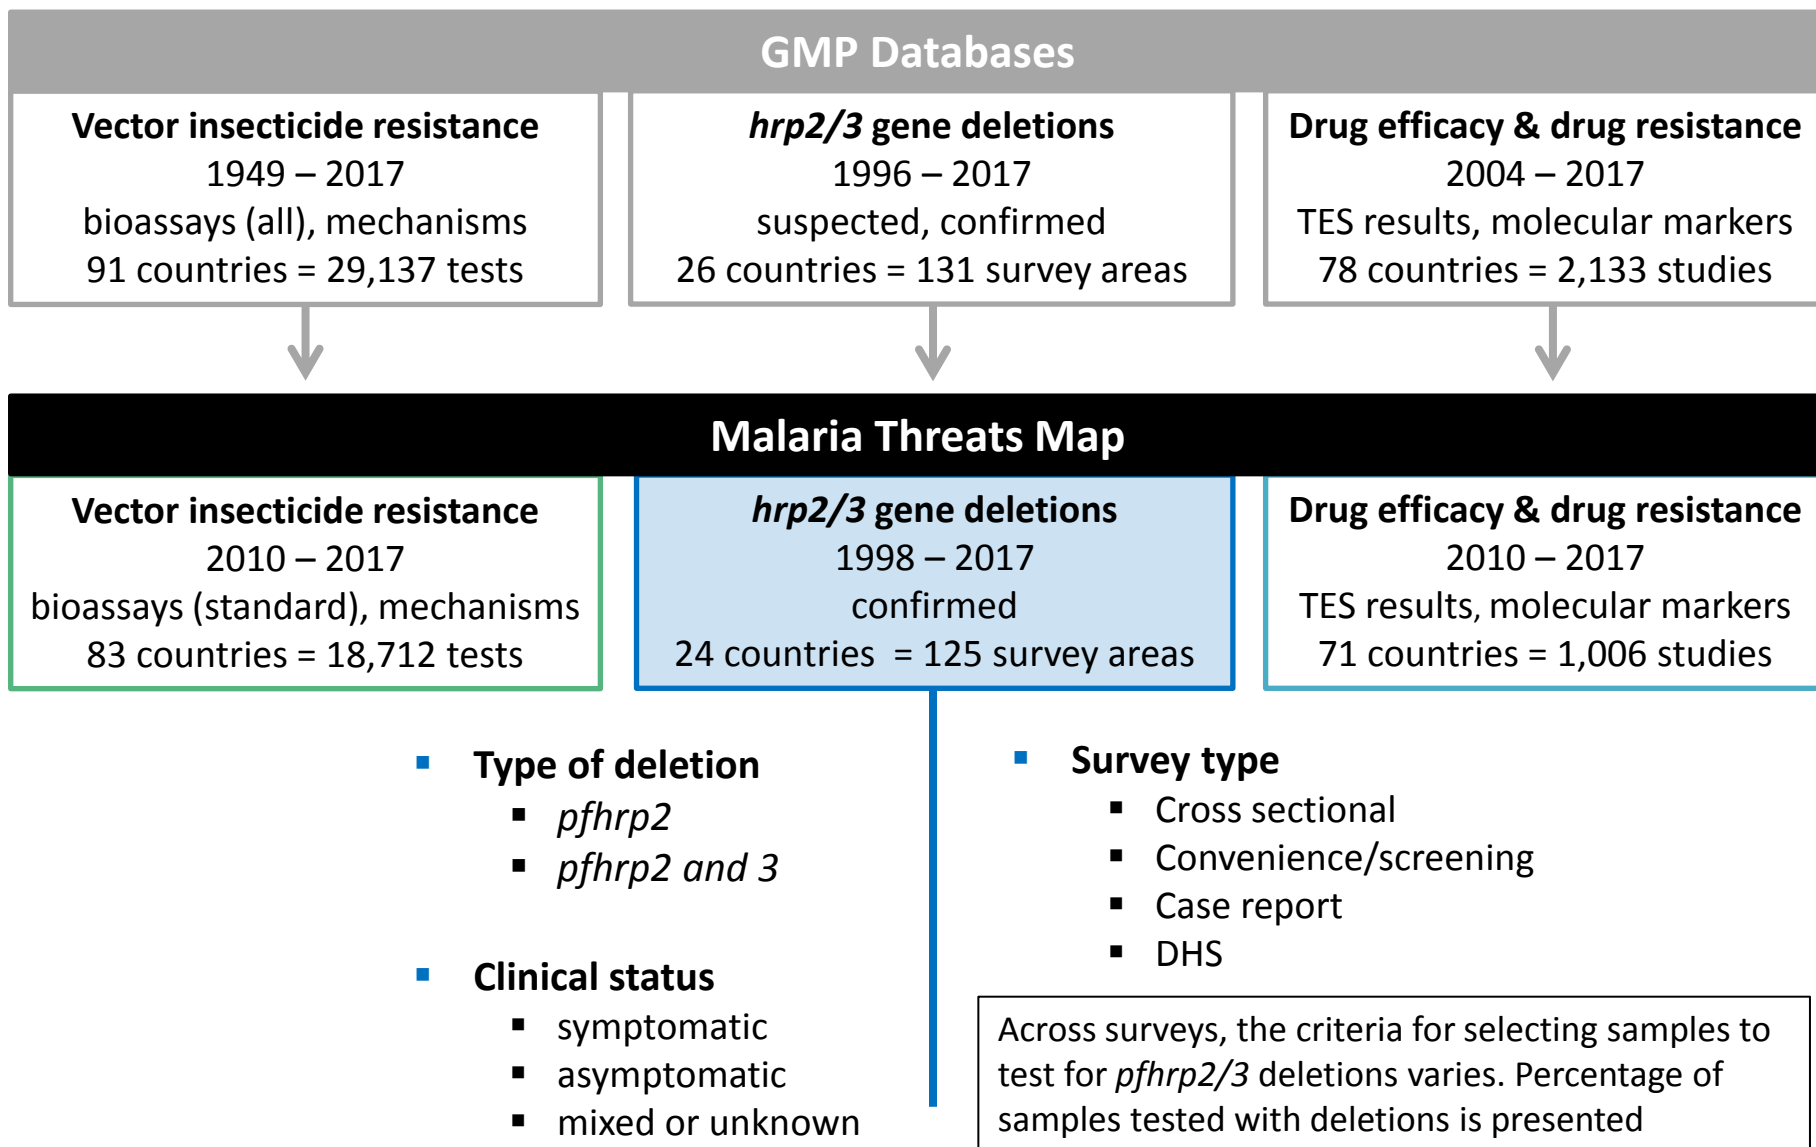 GMP Databases
Vector insecticide resistance
1949 – 2017
bioassays (all), mechanisms
91 countries = 29,137 tests
hrp2/3 gene deletions
1996 – 2017
suspected, confirmed
26 countries = 131 survey areas
Drug efficacy & drug resistance
2004 – 2017
TES results, molecular markers
78 countries = 2,133 studies
Malaria Threats Map
Vector insecticide resistance
2010 – 2017
bioassays (standard), mechanisms
83 countries = 18,712 tests
hrp2/3 gene deletions
1998 – 2017
confirmed
24 countries  = 125 survey areas
Drug efficacy & drug resistance
2010 – 2017
TES results, molecular markers
71 countries = 1,006 studies
▪ Type of deletion
▪ pfhrp2
▪ pfhrp2 and 3
▪ Clinical status
▪ symptomatic
▪ asymptomatic
▪ mixed or unknown
▪ Survey type
▪ Cross sectional
▪ Convenience/screening
▪ Case report
▪ DHS
Across surveys, the criteria for selecting samples to
test for pfhrp2/3 deletions varies. Percentage of
samples tested with deletions is presented